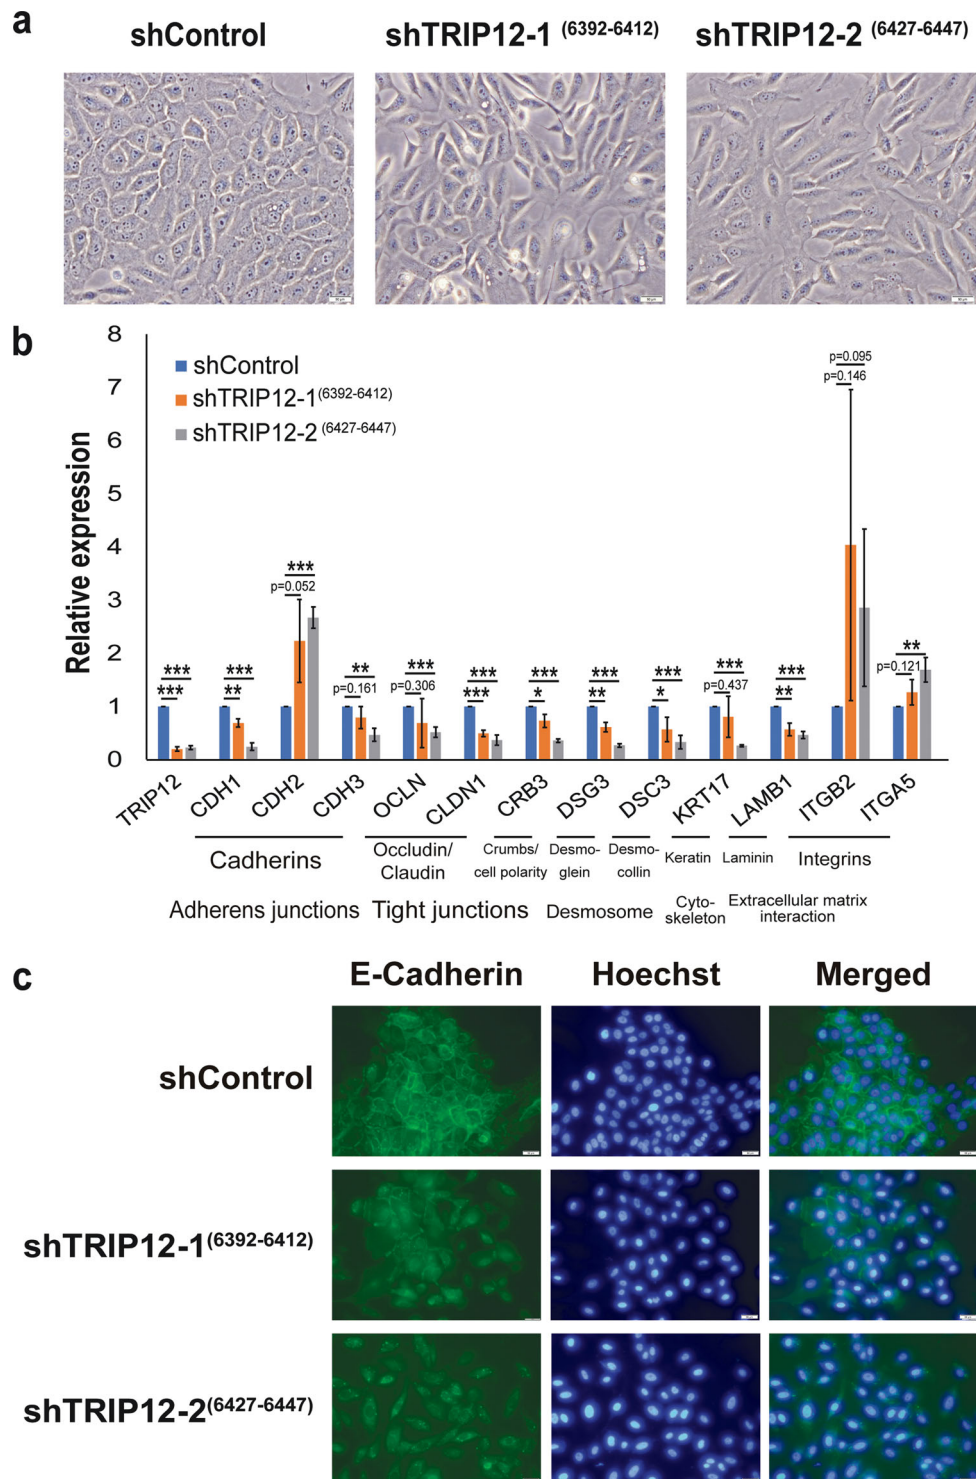 a
shControl
shTRIP12-1 (6392-6412)
shTRIP12-2 (6427-6447)
b
8
7
6
5
4
3
2
1
0
Relative expression
shControl
shTRIP12-1(6392-6412)
shTRIP12-2 (6427-6447)
p=0.095
p=0.146
***
p=0.052
***
***
***
**
**
p=0.161
***
p=0.306
***
***
***
*
***
**
***
*
***
p=0.437
***
**
**
p=0.121
TRIP12
CDH1
CDH2
CDH3
OCLN
CLDN1
CRB3
DSG3
DSC3
KRT17
LAMB1
ITGB2
ITGA5
Cadherins
Occludin/
Claudin
Crumbs/
cell polarity
Desmo-
glein
Desmo-
collin
Keratin
Laminin
Integrins
Adherens junctions
Tight junctions
Desmosome
Cyto-
skeleton
Extracellular matrix
interaction
c
E-Cadherin
Hoechst
Merged
shControl
shTRIP12-1(6392-6412)
shTRIP12-2(6427-6447)